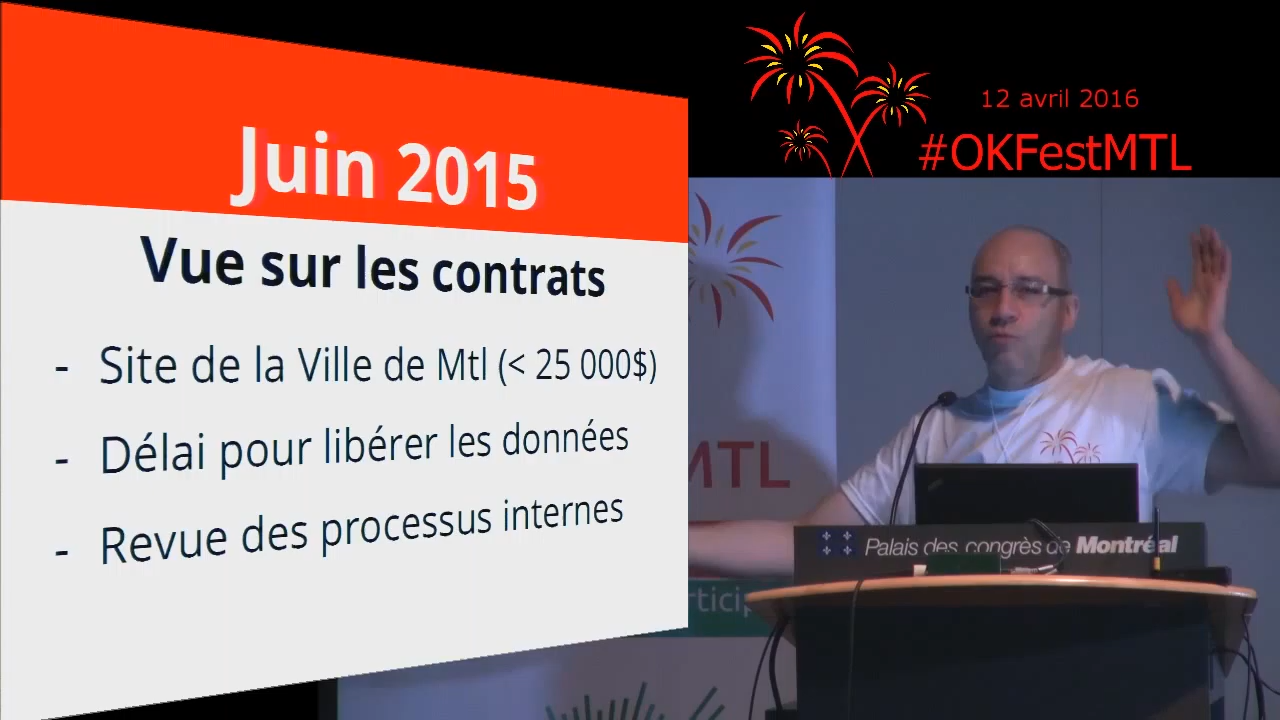 Juin 2015
Vue sur les contrats
- Site de la Ville de Mtl (< 25 000$)
- Délai pour libérer les données
- Revue des processus internes
12 avril 2016
#OKFestMTL
MTL
Palais des congrès de Montréal